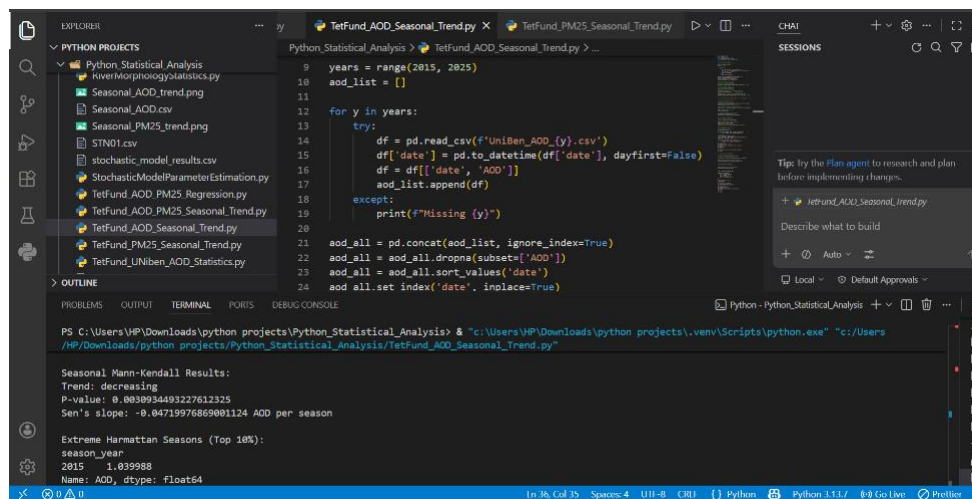 EXPLORER
PYTHON PROJECTS
Python_Statistical_Analysis
RiverMorphologyStatistics.py
Seasonal_AOD_trend.png
Seasonal_AOD.csv
Seasonal_PM25_trend.png
STN01.csv
stochastic_model_results.csv
StochasticModelParameterEstimation.py
TetFund_AOD_PM25_Regression.py
TetFund_AOD_PM25_Seasonal_Trend.py
TetFund_AOD_Seasonal_Trend.py
TetFund_PM25_Seasonal_Trend.py
TetFund_UNIben_AOD_Statistics.py
OUTLINE
TetFund_AOD_Seasonal_Trend.py
TetFund_PM25_Seasonal_Trend.py
Python_Statistical_Analysis > TetFund_AOD_Seasonal_Trend.py > ...
9 years = range(2015, 2025)
10 aod_list = []
11
12 for y in years:
13 try:
14 df = pd.read_csv(f"UniBen_AOD_{y}.csv")
15 df['date'] = pd.to_datetime(df['date'], dayfirst=False)
16 df = df[['date', 'AOD']]
17 aod_list.append(df)
18 except:
19 print(f"Missing {y}")
20
21 aod_all = pd.concat(aod_list, ignore_index=True)
22 aod_all = aod_all.dropna(subset=['AOD'])
23 aod_all = aod_all.sort_values('date')
24 aod_all.set_index('date', inplace=True)
CHAT
SESSIONS
Tip: Try the Plan agent to research and plan
before implementing changes.
TetFund_AOD_Seasonal_Trend.py
Describe what to build
Auto
Local
Default Approvals
PROBLEMS OUTPUT TERMINAL PORTS DEBUG CONSOLE
Python - Python_Statistical_Analysis
PS C:\Users\HP\Downloads\python projects\Python_Statistical_Analysis> & "c:\Users\HP\Downloads\python projects\.venv\Scripts\python.exe" "c:/Users
/HP/Downloads/python projects/Python_Statistical_Analysis/TetFund_AOD_Seasonal_Trend.py"
Seasonal Mann-Kendall Results:
Trend: decreasing
P-value: 0.0030934493227612325
Sen's slope: -0.04719976869001124 AOD per season
Extreme Harmattan Seasons (Top 10%):
season_year
2015 1.039988
Name: AOD, dtype: float64
0 0
Ln 36, Col 35 Spaces: 4 UTF-8 CRLF {} Python Python 3.13.7 Go Live Prettier